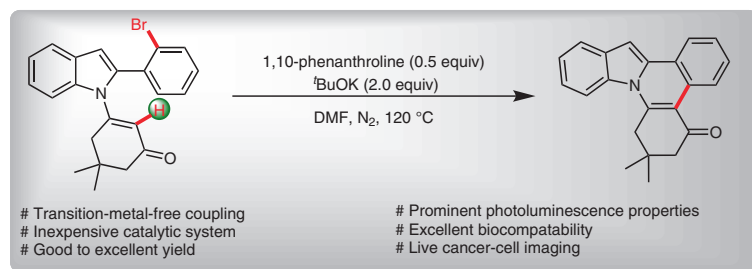 Br
N
H
O
1,10-phenanthroline (0.5 equiv)
ᵗBuOK (2.0 equiv)
DMF, N₂, 120 °C
N
O
# Transition-metal-free coupling
# Inexpensive catalytic system
# Good to excellent yield
# Prominent photoluminescence properties
# Excellent biocompatability
# Live cancer-cell imaging